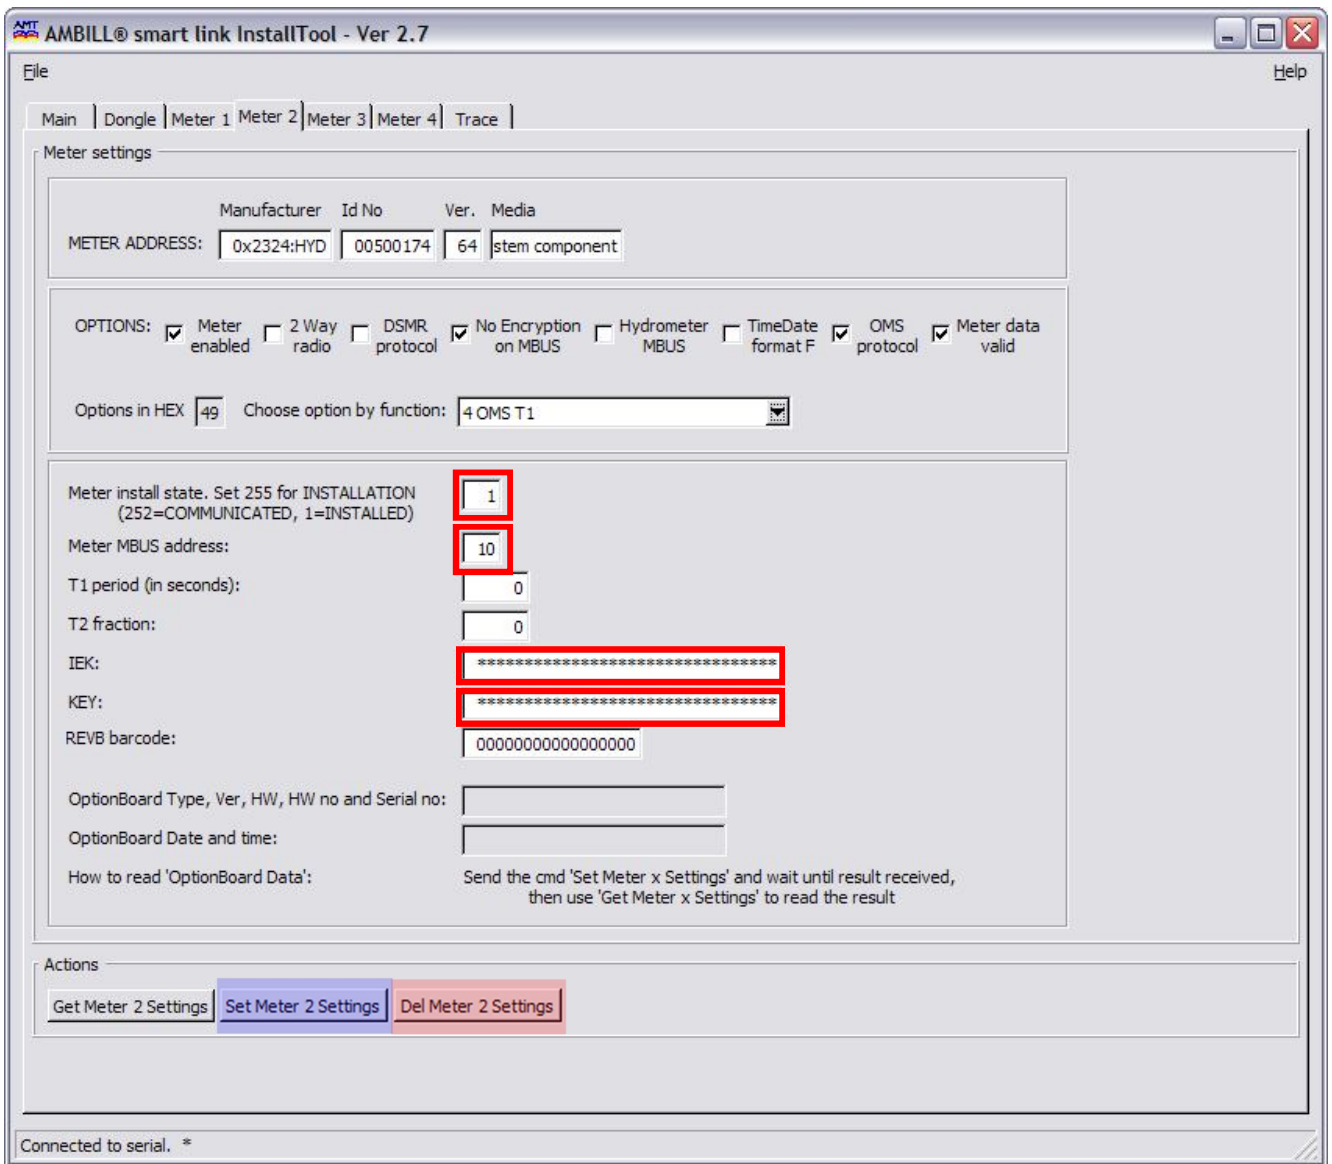 AMT AMBILL® smart link InstallTool - Ver 2.7
File Help
Main Dongle Meter 1 Meter 2 Meter 3 Meter 4 Trace
Meter settings
Manufacturer Id No Ver. Media
METER ADDRESS: 0x2324:HYD 00500174 64 stem component
OPTIONS: Meter enabled 2 Way radio DSMR protocol No Encryption on MBUS Hydrometer MBUS TimeDate format F OMS protocol Meter data valid
Options in HEX 49 Choose option by function: 4 OMS T1
Meter install state. Set 255 for INSTALLATION 1
(252=COMMUNICATED, 1=INSTALLED)
Meter MBUS address: 10
T1 period (in seconds): 0
T2 fraction: 0
IEK: ********************************
KEY: ********************************
REVB barcode: 00000000000000000
OptionBoard Type, Ver, HW, HW no and Serial no:
OptionBoard Date and time:
How to read 'OptionBoard Data': Send the cmd 'Set Meter x Settings' and wait until result received,
then use 'Get Meter x Settings' to read the result
Actions
Get Meter 2 Settings Set Meter 2 Settings Del Meter 2 Settings
Connected to serial. *